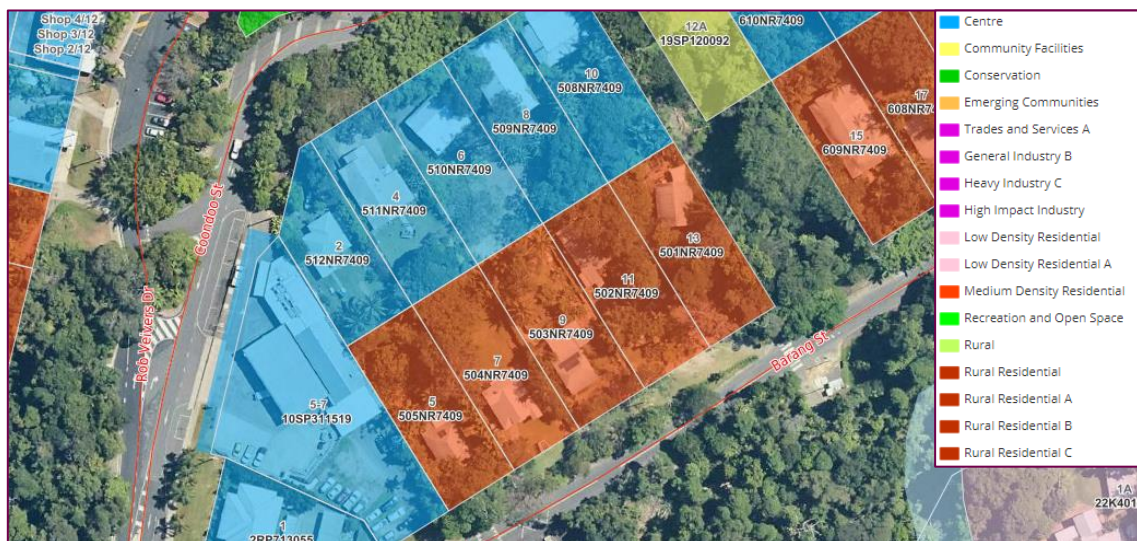 Shop 4/12
Shop 3/12
Shop 2/12
12A
19SP120092
610NR7409
10
508NR7409
8
509NR7409
6
510NR7409
4
511NR7409
2
512NR7409
17
15
609NR7409
13
501NR7409
11
502NR7409
9
503NR7409
7
504NR7409
5
505NR7409
5-7
10SP311519
1
2RP713055
1A
22K401
Rob Veivers Dr
Coondoo St
Barang St
Centre
Community Facilities
Conservation
Emerging Communities
Trades and Services A
General Industry B
Heavy Industry C
High Impact Industry
Low Density Residential
Low Density Residential A
Medium Density Residential
Recreation and Open Space
Rural
Rural Residential
Rural Residential A
Rural Residential B
Rural Residential C